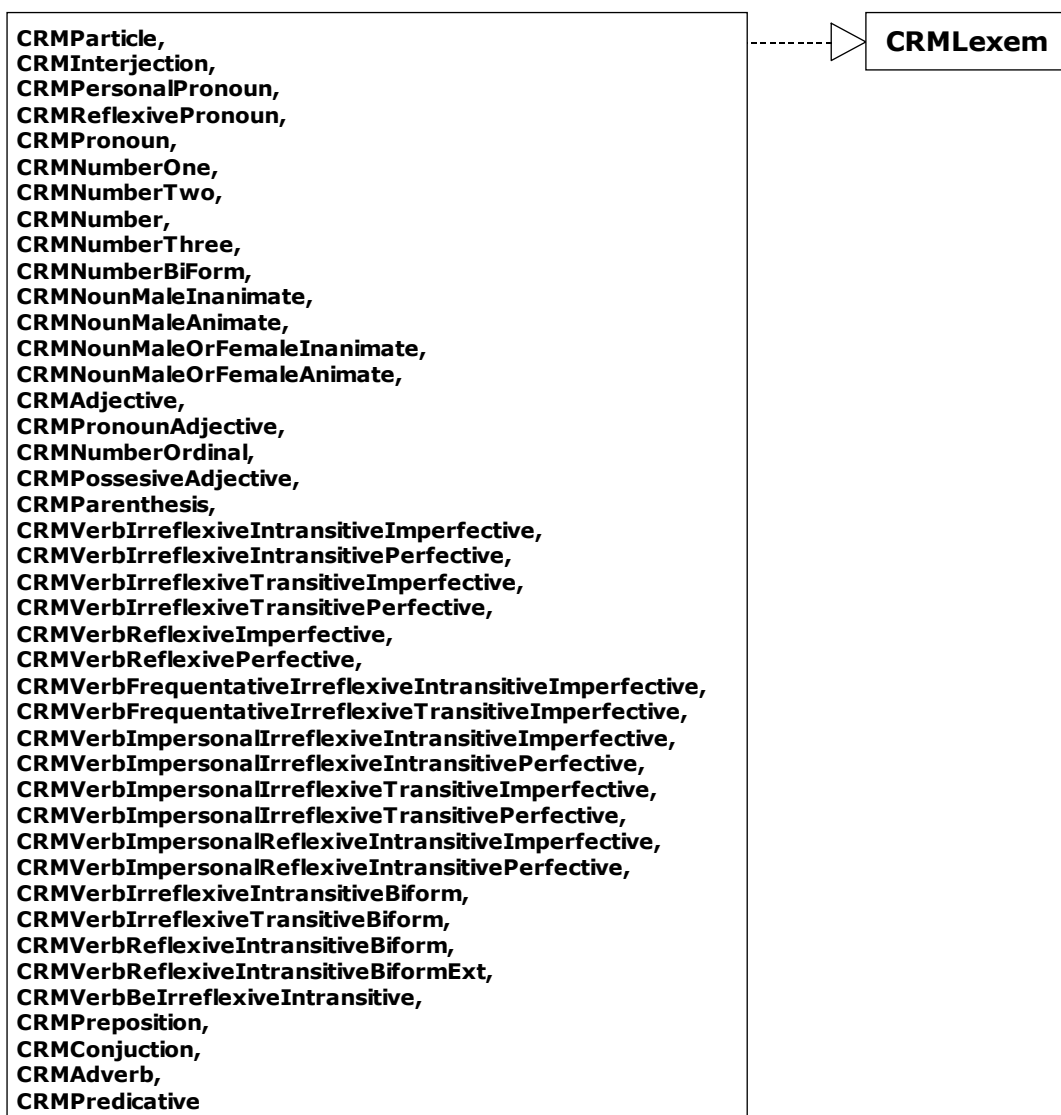 CRMParticle,
CRMInterjection,
CRMPersonalPronoun,
CRMReflexivePronoun,
CRMPronoun,
CRMNumberOne,
CRMNumberTwo,
CRMNumber,
CRMNumberThree,
CRMNumberBiForm,
CRMNounMaleInanimate,
CRMNounMaleAnimate,
CRMNounMaleOrFemaleInanimate,
CRMNounMaleOrFemaleAnimate,
CRMAdjective,
CRMPronounAdjective,
CRMNumberOrdinal,
CRMPossesiveAdjective,
CRMParenthesis,
CRMVerbIrreflexiveIntransitiveImperfective,
CRMVerbIrreflexiveIntransitivePerfective,
CRMVerbIrreflexiveTransitiveImperfective,
CRMVerbIrreflexiveTransitivePerfective,
CRMVerbReflexiveImperfective,
CRMVerbReflexivePerfective,
CRMVerbFrequentativeIrreflexiveIntransitiveImperfective,
CRMVerbFrequentativeIrreflexiveTransitiveImperfective,
CRMVerbImpersonalIrreflexiveIntransitiveImperfective,
CRMVerbImpersonalIrreflexiveIntransitivePerfective,
CRMVerbImpersonalIrreflexiveTransitiveImperfective,
CRMVerbImpersonalIrreflexiveTransitivePerfective,
CRMVerbImpersonalReflexiveIntransitiveImperfective,
CRMVerbImpersonalReflexiveIntransitivePerfective,
CRMVerbIrreflexiveIntransitiveBiform,
CRMVerbIrreflexiveTransitiveBiform,
CRMVerbReflexiveIntransitiveBiform,
CRMVerbReflexiveIntransitiveBiformExt,
CRMVerbBeIrreflexiveIntransitive,
CRMPreposition,
CRMConjuction,
CRMAdverb,
CRMPredicative
CRMLexem